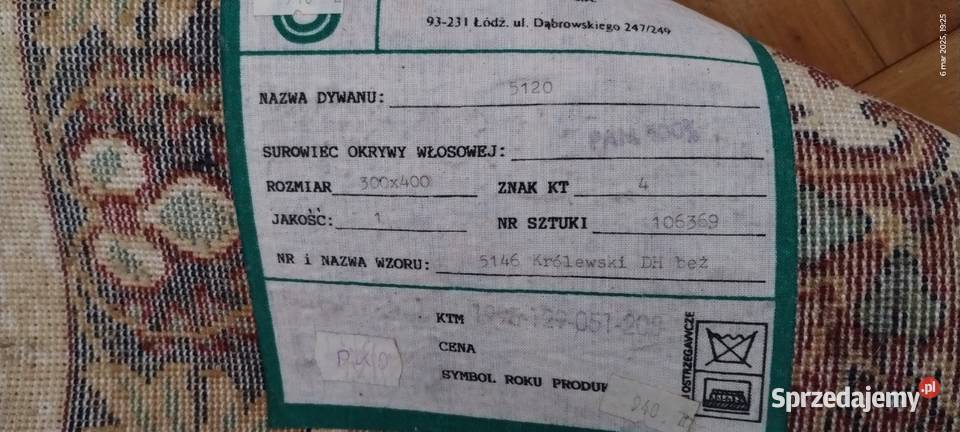 93-231 Łódź, ul. Dąbrowskiego 247/249
NAZWA DYWANU: 5120
SUROWIEC OKRYWY WŁOSOWEJ: PAN 100%
ROZMIAR 300x400 ZNAK KT 4
JAKOŚĆ: 1 NR SZTUKI 106369
NR i NAZWA WZORU: 5146 Królewski DH beż
KTM
CENA
SYMBOL ROKU
940
OSTRZEGAWCZE
6 mar 2025, 19:25
Sprzedajemy.pl